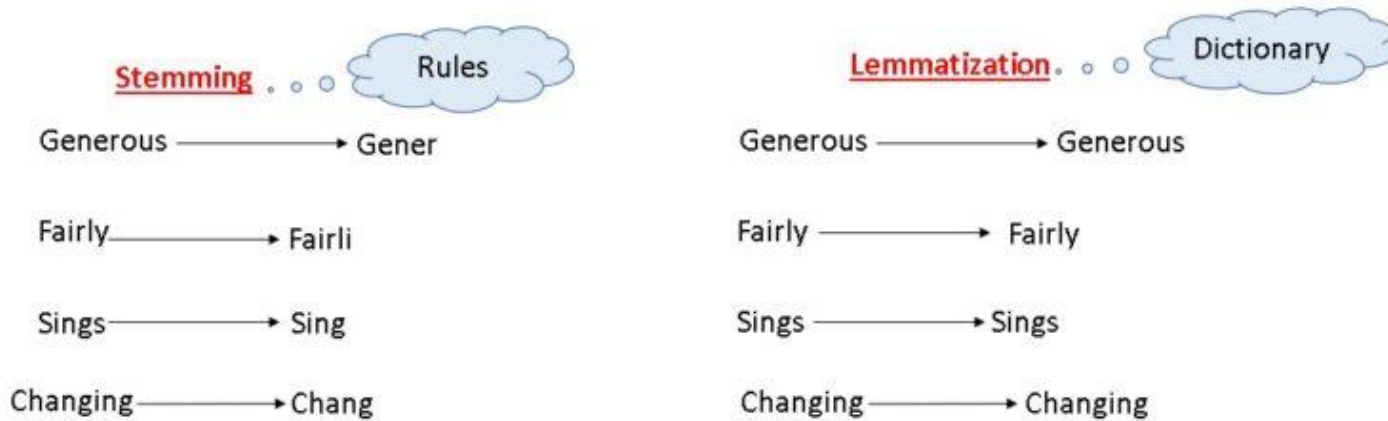 Stemming
Rules
Generous Gener
Fairly Fairli
Sings Sing
Changing Chang
Lemmatization
Dictionary
Generous Generous
Fairly Fairly
Sings Sings
Changing Changing